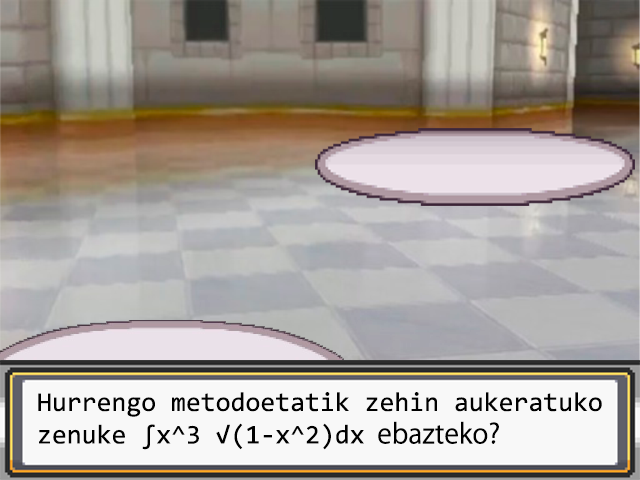 Hurrengo metodoetatik zehin aukeratuko
zenuke ∫x^3 √(1-x^2)dx ebazteko?